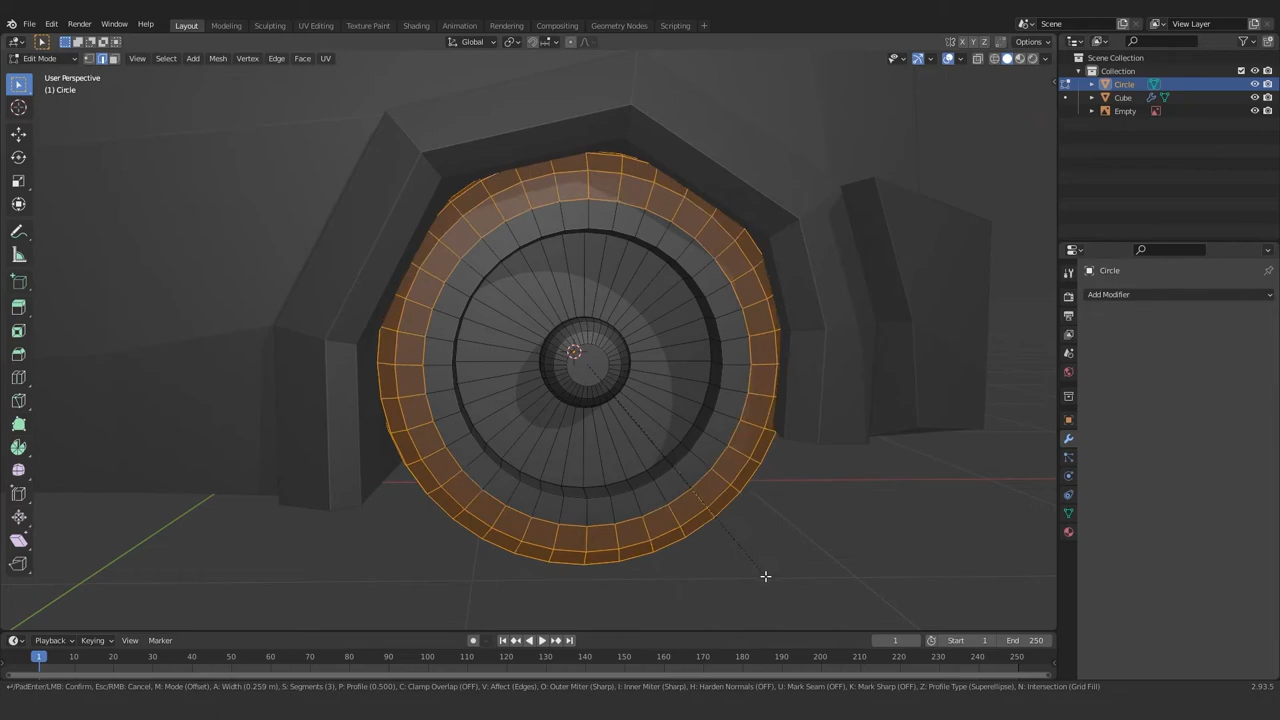 File Edit Render Window Help Layout Modeling Sculpting UV Editing Texture Paint Shading Animation Rendering Compositing Geometry Nodes Scripting + Scene View Layer
Global X Y Z Options
Edit Mode View Select Add Mesh Vertex Edge Face UV
User Perspective
(1) Circle
Scene Collection
Collection
Circle
Cube
Empty
Circle
Add Modifier
Playback Keying View Marker 1 Start 1 End 250
1 10 20 30 40 50 60 70 80 90 100 110 120 130 140 150 160 170 180 190 200 210 220 230 240 250
/PadEnter/LMB: Confirm, Esc/RMB: Cancel, M: Mode (Offset), A: Width (0.259 m), S: Segments (3), P: Profile (0.500), C: Clamp Overlap (OFF), V: Affect (Edges), O: Outer Miter (Sharp), I: Inner Miter (Sharp), H: Harden Normals (OFF), U: Mark Seam (OFF), K: Mark Sharp (OFF), Z: Profile Type (Superellipse), N: Intersection (Grid Fill) 2.93.5